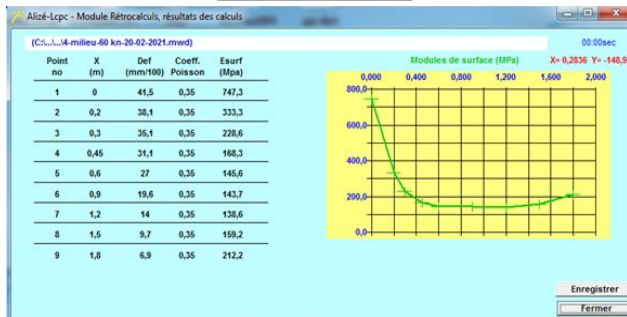 Alizé-Lcpc - Module Rétrocalculs, résultats des calculs
(C:\...\...\4-milieu-60 kn-20-02-2021.mwd)
00:00sec
Point no X (m) Def (mm/100) Coeff. Poisson Esurf (Mpa)
1 0 41,5 0,35 747,3
2 0,2 38,1 0,35 333,3
3 0,3 35,1 0,35 228,6
4 0,45 31,1 0,35 168,3
5 0,6 27 0,35 145,6
6 0,9 19,6 0,35 143,7
7 1,2 14 0,35 138,6
8 1,5 9,7 0,35 159,2
9 1,8 6,9 0,35 212,2
Modules de surface (MPa) X= 0,2836 Y= -148,9
0,000 0,400 0,800 1,200 1,600 2,000
800,0
600,0
400,0
200,0
0,0
Enregistrer
Fermer